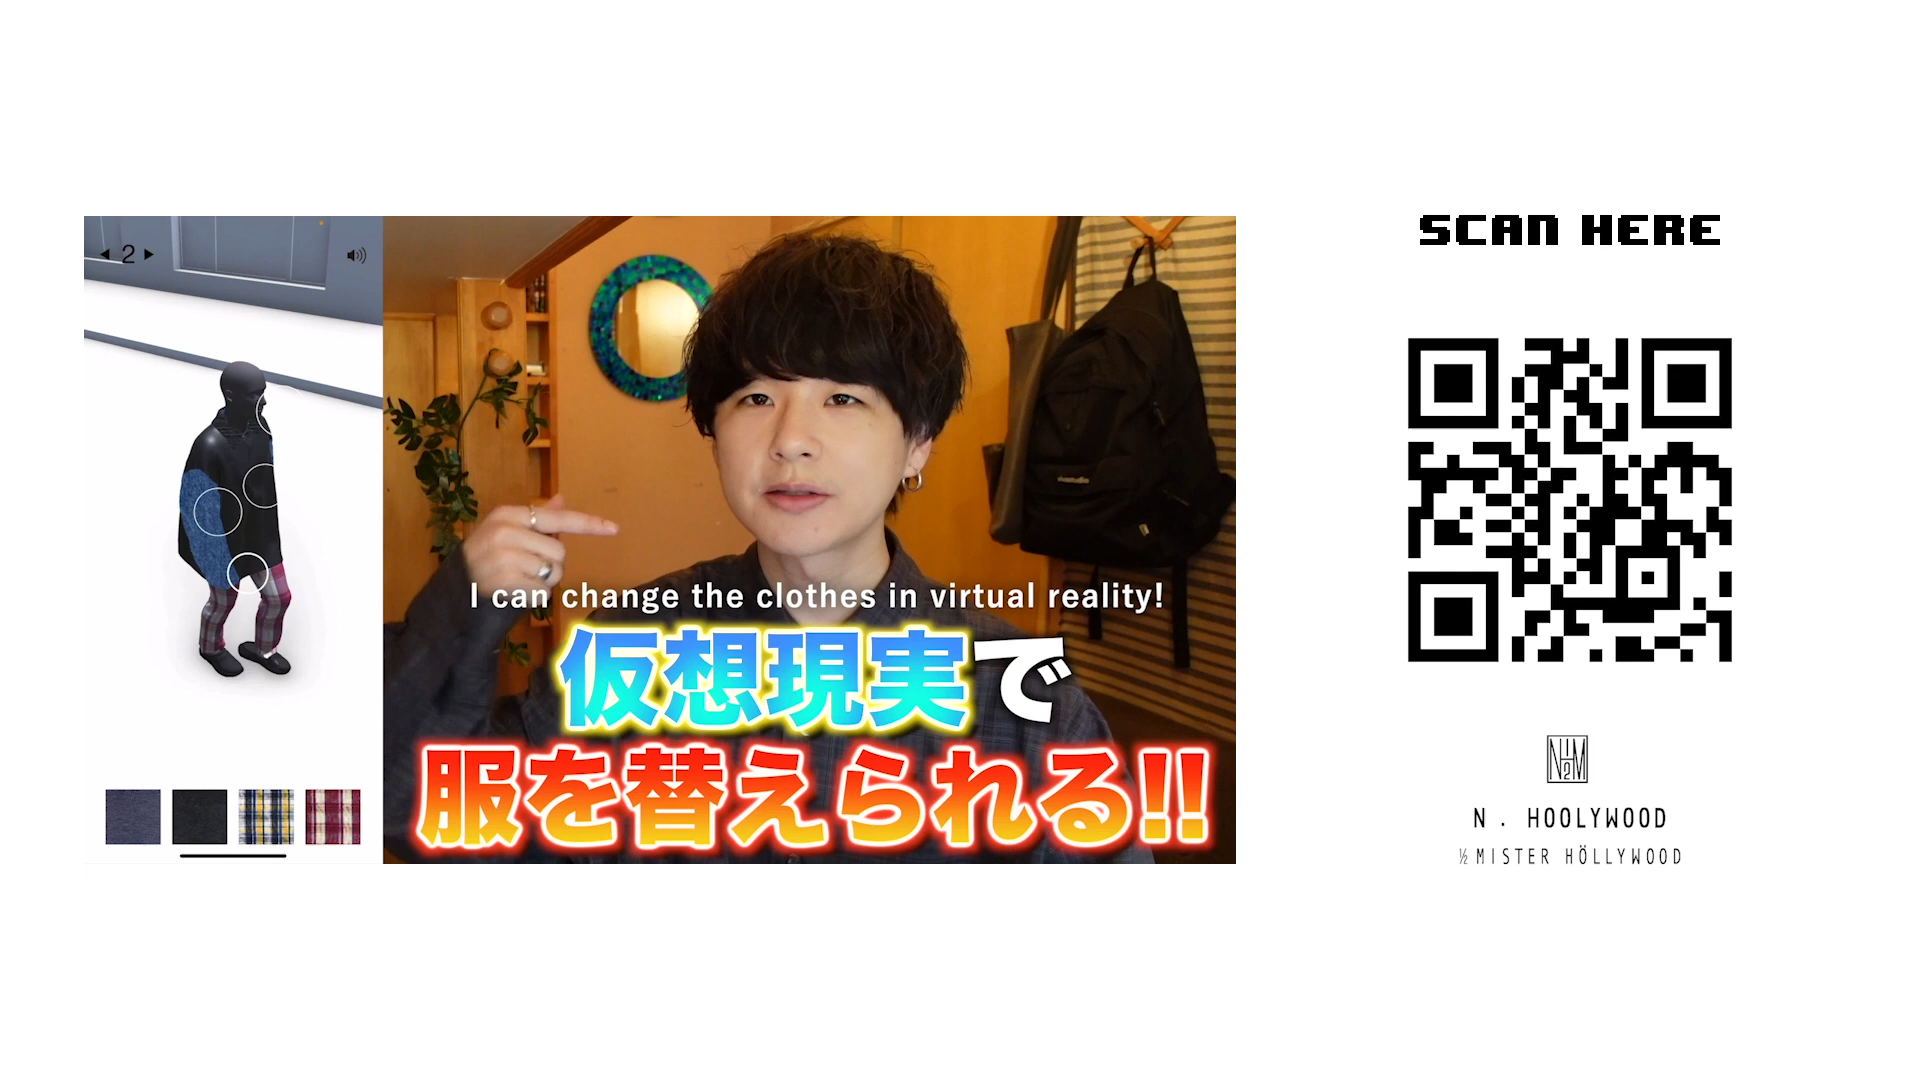 2
I can change the clothes in virtual reality!
仮想現実で
服を替えられる!!
SCAN HERE
N . HOOLYWOOD
½ MISTER HÖLLYWOOD